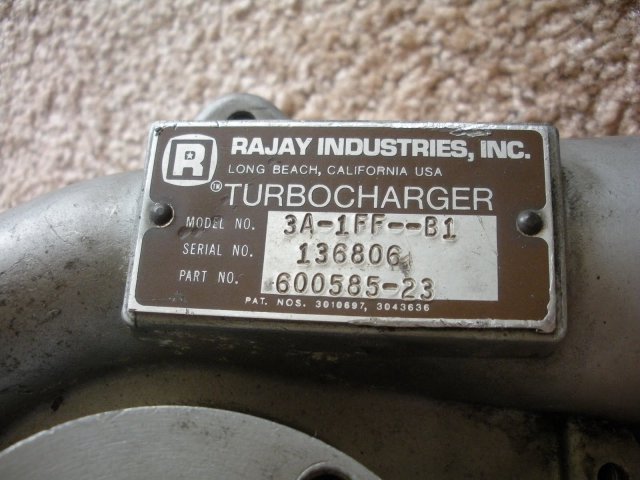 R
RAJAY INDUSTRIES, INC.
LONG BEACH, CALIFORNIA USA
TM TURBOCHARGER
MODEL NO. 3A-1FF--B1
SERIAL NO. 136806
PART NO. 600585-23
PAT. NOS. 3010697, 3043636